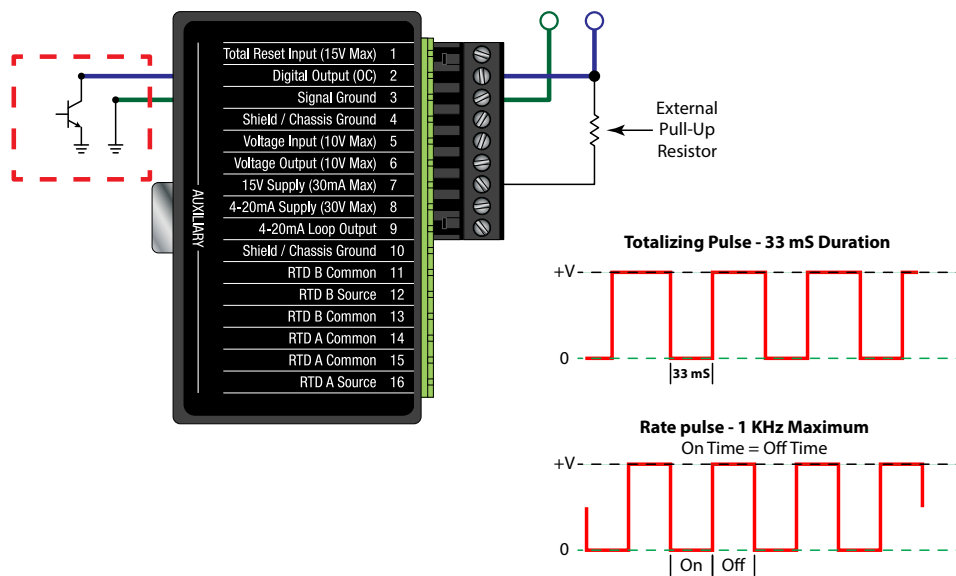 Total Reset Input (15V Max) 1
Digital Output (OC) 2
Signal Ground 3
Shield / Chassis Ground 4
Voltage Input (10V Max) 5
Voltage Output (10V Max) 6
15V Supply (30mA Max) 7
4-20mA Supply (30V Max) 8
4-20mA Loop Output 9
Shield / Chassis Ground 10
RTD B Common 11
RTD B Source 12
RTD B Common 13
RTD A Common 14
RTD A Common 15
RTD A Source 16
AUXILIARY
External
Pull-Up
Resistor
Totalizing Pulse - 33 mS Duration
+V
0
33 mS
Rate pulse - 1 KHz Maximum
On Time = Off Time
+V
0
On Off